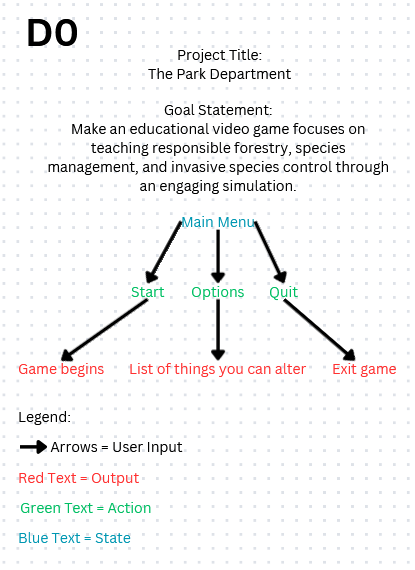 D0
Project Title:
The Park Department
Goal Statement:
Make an educational video game focuses on
teaching responsible forestry, species
management, and invasive species control through
an engaging simulation.
Main Menu
Start Options Quit
Game begins List of things you can alter Exit game
Legend:
Arrows = User Input
Red Text = Output
Green Text = Action
Blue Text = State